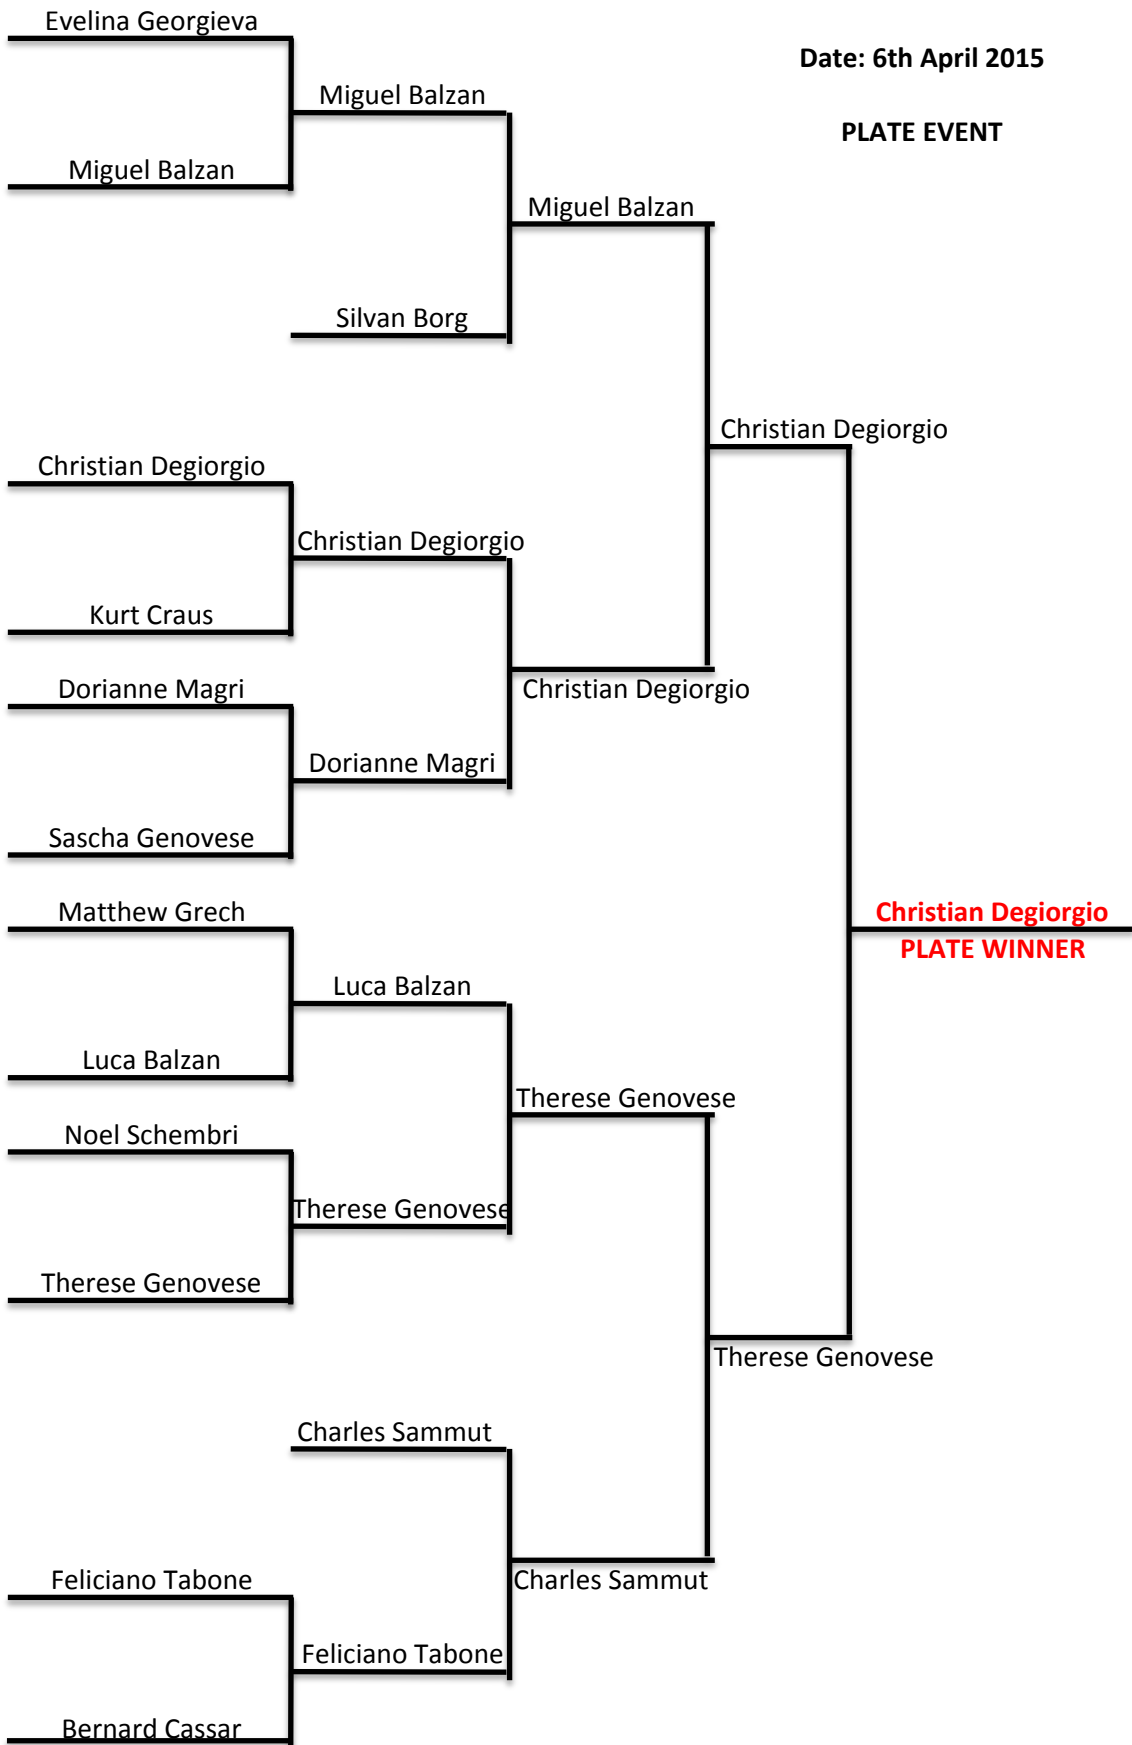 Evelina Georgieva
Date: 6th April 2015
Miguel Balzan
PLATE EVENT
Miguel Balzan
Miguel Balzan
Silvan Borg
Christian Degiorgio
Christian Degiorgio
Christian Degiorgio
Kurt Craus
Dorianne Magri
Christian Degiorgio
Dorianne Magri
Sascha Genovese
Matthew Grech
Christian Degiorgio
PLATE WINNER
Luca Balzan
Luca Balzan
Therese Genovese
Noel Schembri
Therese Genovese
Therese Genovese
Therese Genovese
Charles Sammut
Feliciano Tabone
Charles Sammut
Feliciano Tabone
Bernard Cassar